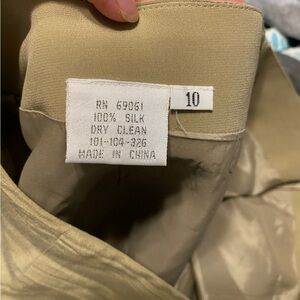 RN 69061
100% SILK
DRY CLEAN
101-104-326
MADE IN CHINA
10